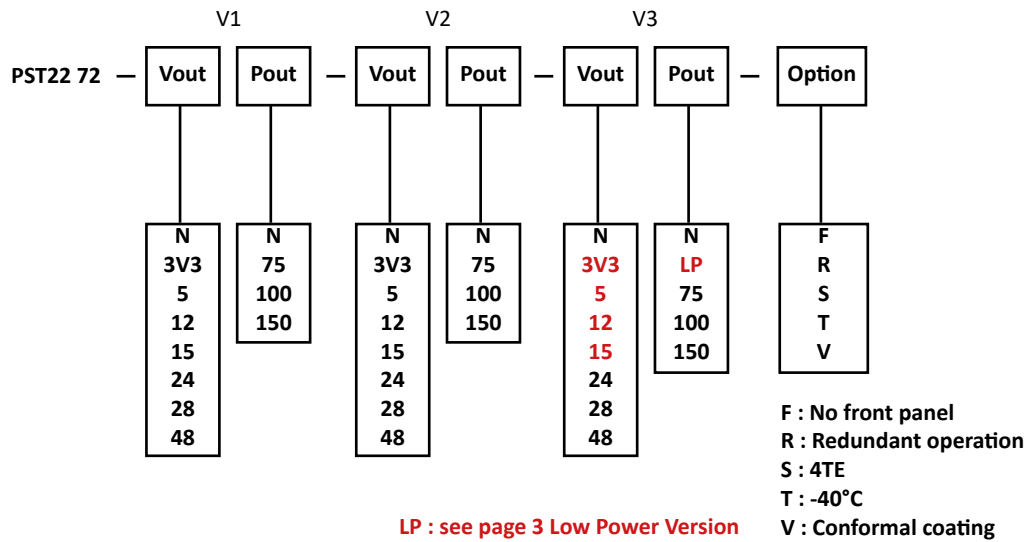 V1 V2 V3
PST22 72 — Vout Pout — Vout Pout — Vout Pout — Option
N N N N N N F
3V3 75 3V3 75 3V3 LP R
5 100 5 100 5 75 S
12 150 12 150 12 100 T
15 15 15 150 V
24 24 24
28 28 28
48 48 48
F : No front panel
R : Redundant operation
S : 4TE
T : -40°C
LP : see page 3 Low Power Version
V : Conformal coating